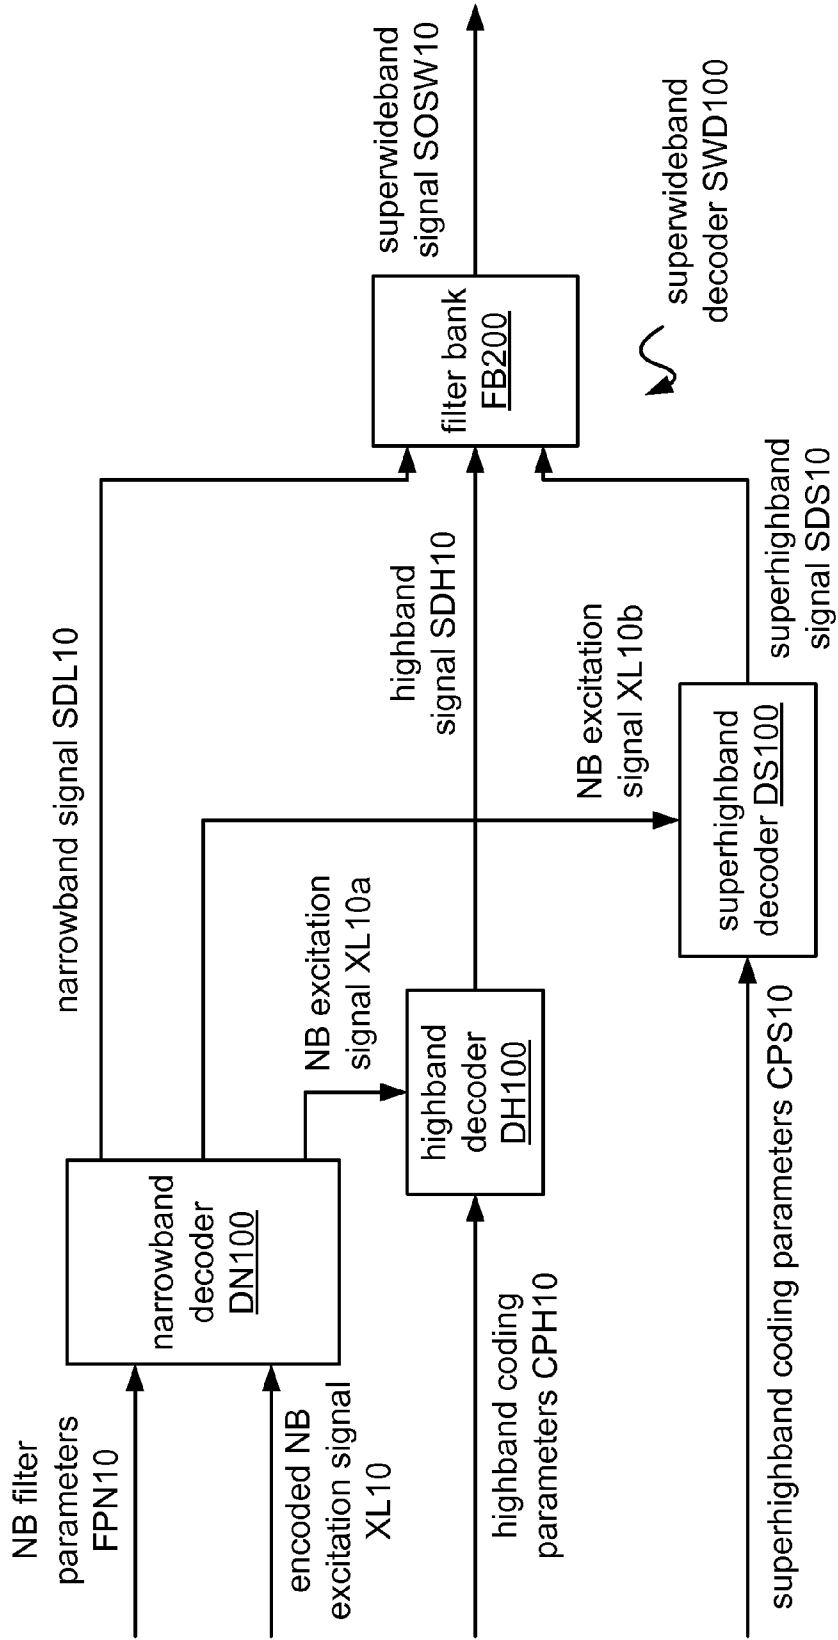 NB filter
parameters
FPN10
encoded NB
excitation signal
XL10
highband coding
parameters CPH10
superhighband coding parameters CPS10
narrowband
decoder
DN100
highband
decoder
DH100
superhighband
decoder DS100
narrowband signal SDL10
NB excitation
signal XL10a
NB excitation
signal XL10b
highband
signal SDH10
superhighband
signal SDS10
filter bank
FB200
superwideband
signal SOSW10
superwideband
decoder SWD100